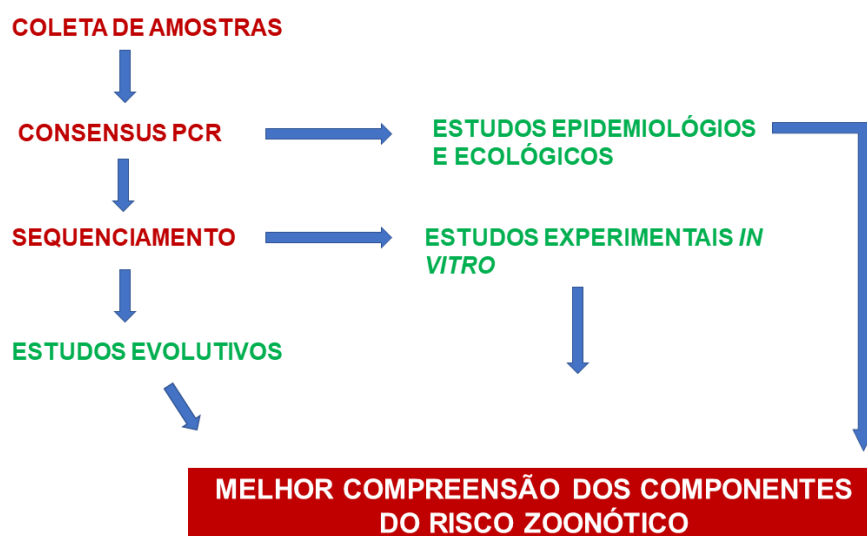 COLETA DE AMOSTRAS
CONSENSUS PCR
ESTUDOS EPIDEMIOLÓGIOS
E ECOLÓGICOS
SEQUENCIAMENTO
ESTUDOS EXPERIMENTAIS IN
VITRO
ESTUDOS EVOLUTIVOS
MELHOR COMPREENSÃO DOS COMPONENTES
DO RISCO ZOONÓTICO